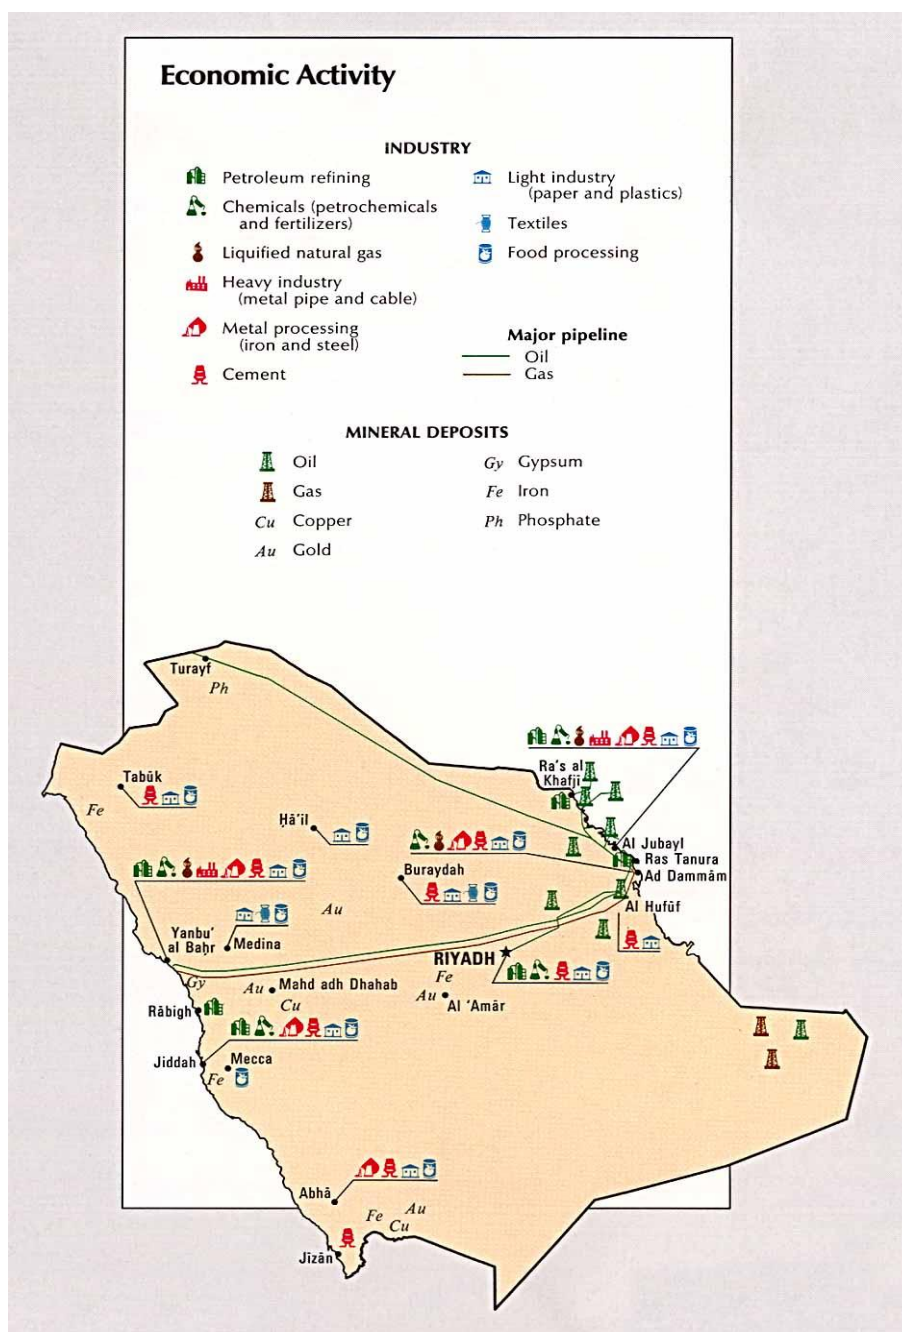 Economic Activity
INDUSTRY
Petroleum refining
Chemicals (petrochemicals
and fertilizers)
Liquified natural gas
Heavy industry
(metal pipe and cable)
Metal processing
(iron and steel)
Cement
Light industry
(paper and plastics)
Textiles
Food processing
Major pipeline
Oil
Gas
MINERAL DEPOSITS
Oil
Gas
Cu Copper
Au Gold
Gy Gypsum
Fe Iron
Ph Phosphate
Turayf
Ph
Ra's al
Khafji
Tabūk
Fe
Ḥā'il
Al Jubayl
Ras Tanura
Ad Dammām
Buraydah
Au
Al Hufūf
Yanbu'
al Baḥr
Medina
RIYADH
Gy
Au
Mahd adh Dhahab
Cu
Fe
Au
Al 'Amār
Rābigh
Jiddah
Mecca
Fe
Abhā
Au
Fe
Cu
Jīzān